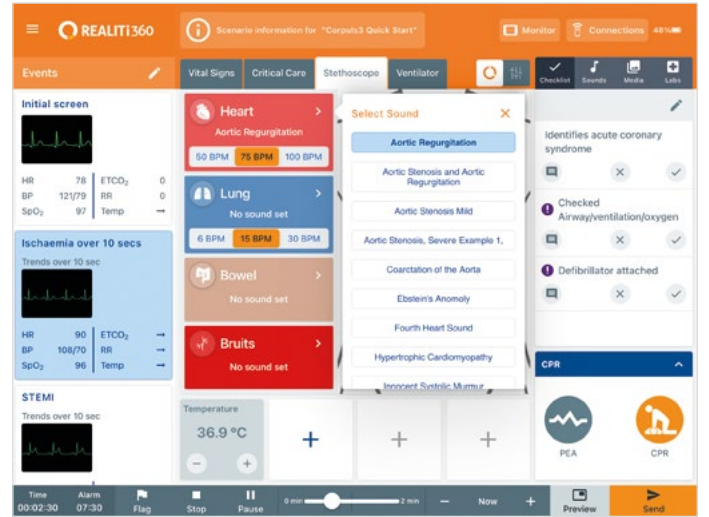 REALITi360
Scenario information for "Corpuls3 Quick Start"
Monitor
Connections
48%
Events
Vital Signs
Critical Care
Stethoscope
Ventilator
Checklist
Sounds
Media
Labs
Initial screen
HR 78 ETCO₂ 0
BP 121/79 RR 0
SpO₂ 97 Temp →
Ischaemia over 10 secs
Trends over 10 sec
HR 90 ETCO₂ →
BP 108/70 RR →
SpO₂ 96 Temp →
STEMI
Trends over 10 sec
Heart
Aortic Regurgitation
50 BPM 75 BPM 100 BPM
Lung
No sound set
6 BPM 15 BPM 30 BPM
Bowel
No sound set
Bruits
No sound set
Select Sound
Aortic Regurgitation
Aortic Stenosis and Aortic
Regurgitation
Aortic Stenosis Mild
Aortic Stenosis, Severe Example 1,
Coarctation of the Aorta
Ebstein's Anomoly
Fourth Heart Sound
Hypertrophic Cardiomyopathy
Innocent Systolic Murmur
Identifies acute coronary
syndrome
Checked
Airway/ventilation/oxygen
Defibrillator attached
CPR
PEA
CPR
Temperature
36.9 °C
Time
00:02:30
Alarm
07:30
Flag
Stop
Pause
0 min
2 min
Now
Preview
Send